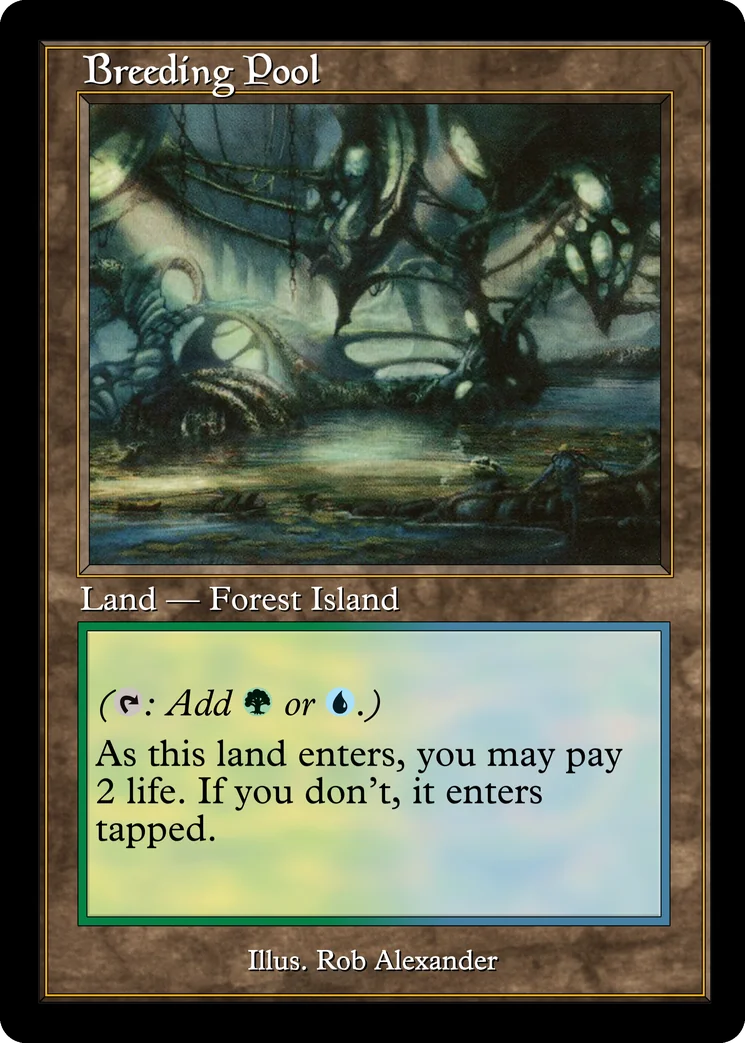 Breeding Pool
Land — Forest Island
(: Add or .)
As this land enters, you may pay
2 life. If you don't, it enters
tapped.
Illus. Rob Alexander